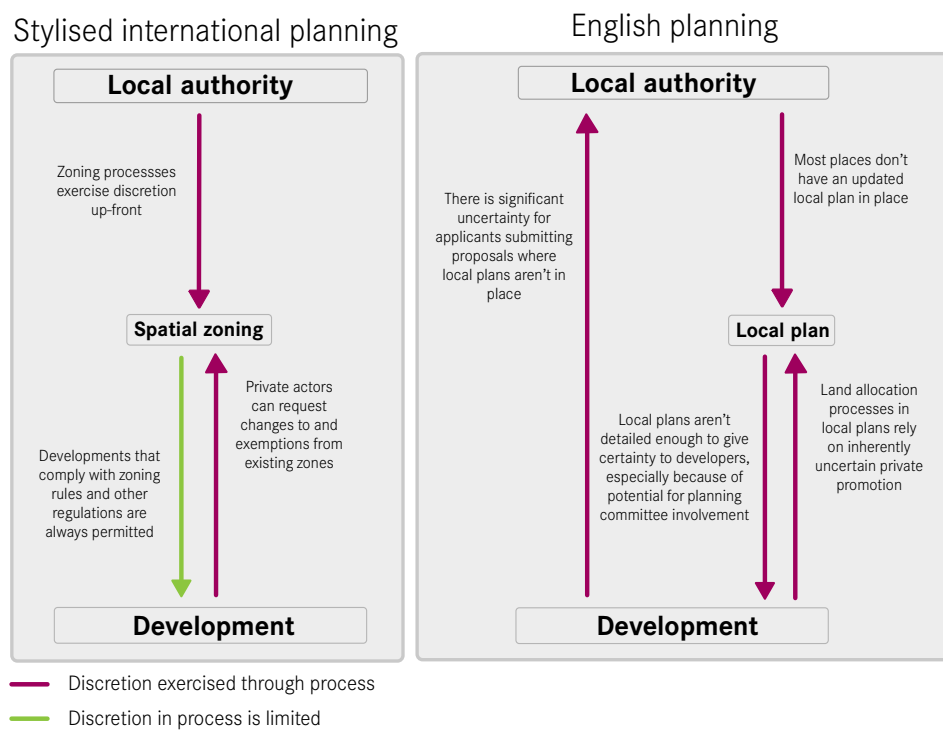 Stylised international planning
Local authority
Zoning processses
exercise discretion
up-front
Spatial zoning
Private actors
can request
changes to and
exemptions from
existing zones
Developments that
comply with zoning
rules and other
regulations are
always permitted
Development
English planning
Local authority
Most places don't
have an updated
local plan in place
There is significant
uncertainty for
applicants submitting
proposals where
local plans aren't in
place
Local plan
Land allocation
processes in
local plans rely
on inherently
uncertain private
promotion
Local plans aren't
detailed enough to give
certainty to developers,
especially because of
potential for planning
committee involvement
Development
Discretion exercised through process
Discretion in process is limited